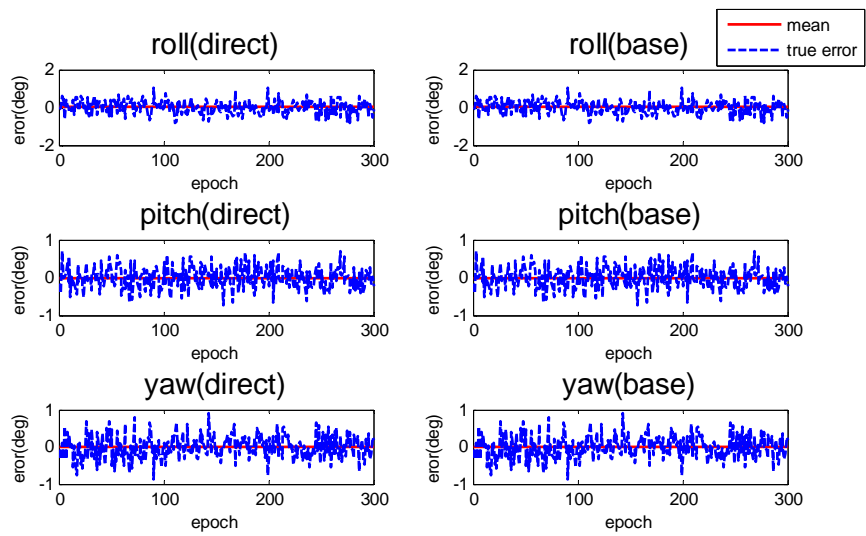 mean
true error
roll(direct)
2
0
-2
0
100
200
300
eror(deg)
epoch
roll(base)
2
0
-2
0
100
200
300
eror(deg)
epoch
pitch(direct)
1
0
-1
0
100
200
300
eror(deg)
epoch
pitch(base)
1
0
-1
0
100
200
300
eror(deg)
epoch
yaw(direct)
1
0
-1
0
100
200
300
eror(deg)
epoch
yaw(base)
1
0
-1
0
100
200
300
eror(deg)
epoch